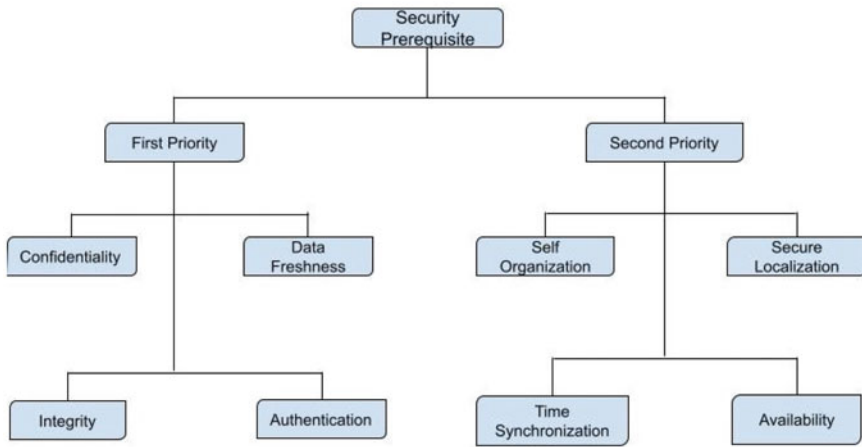 Security
Prerequisite
First Priority
Second Priority
Confidentiality
Data
Freshness
Self
Organization
Secure
Localization
Integrity
Authentication
Time
Synchronization
Availability